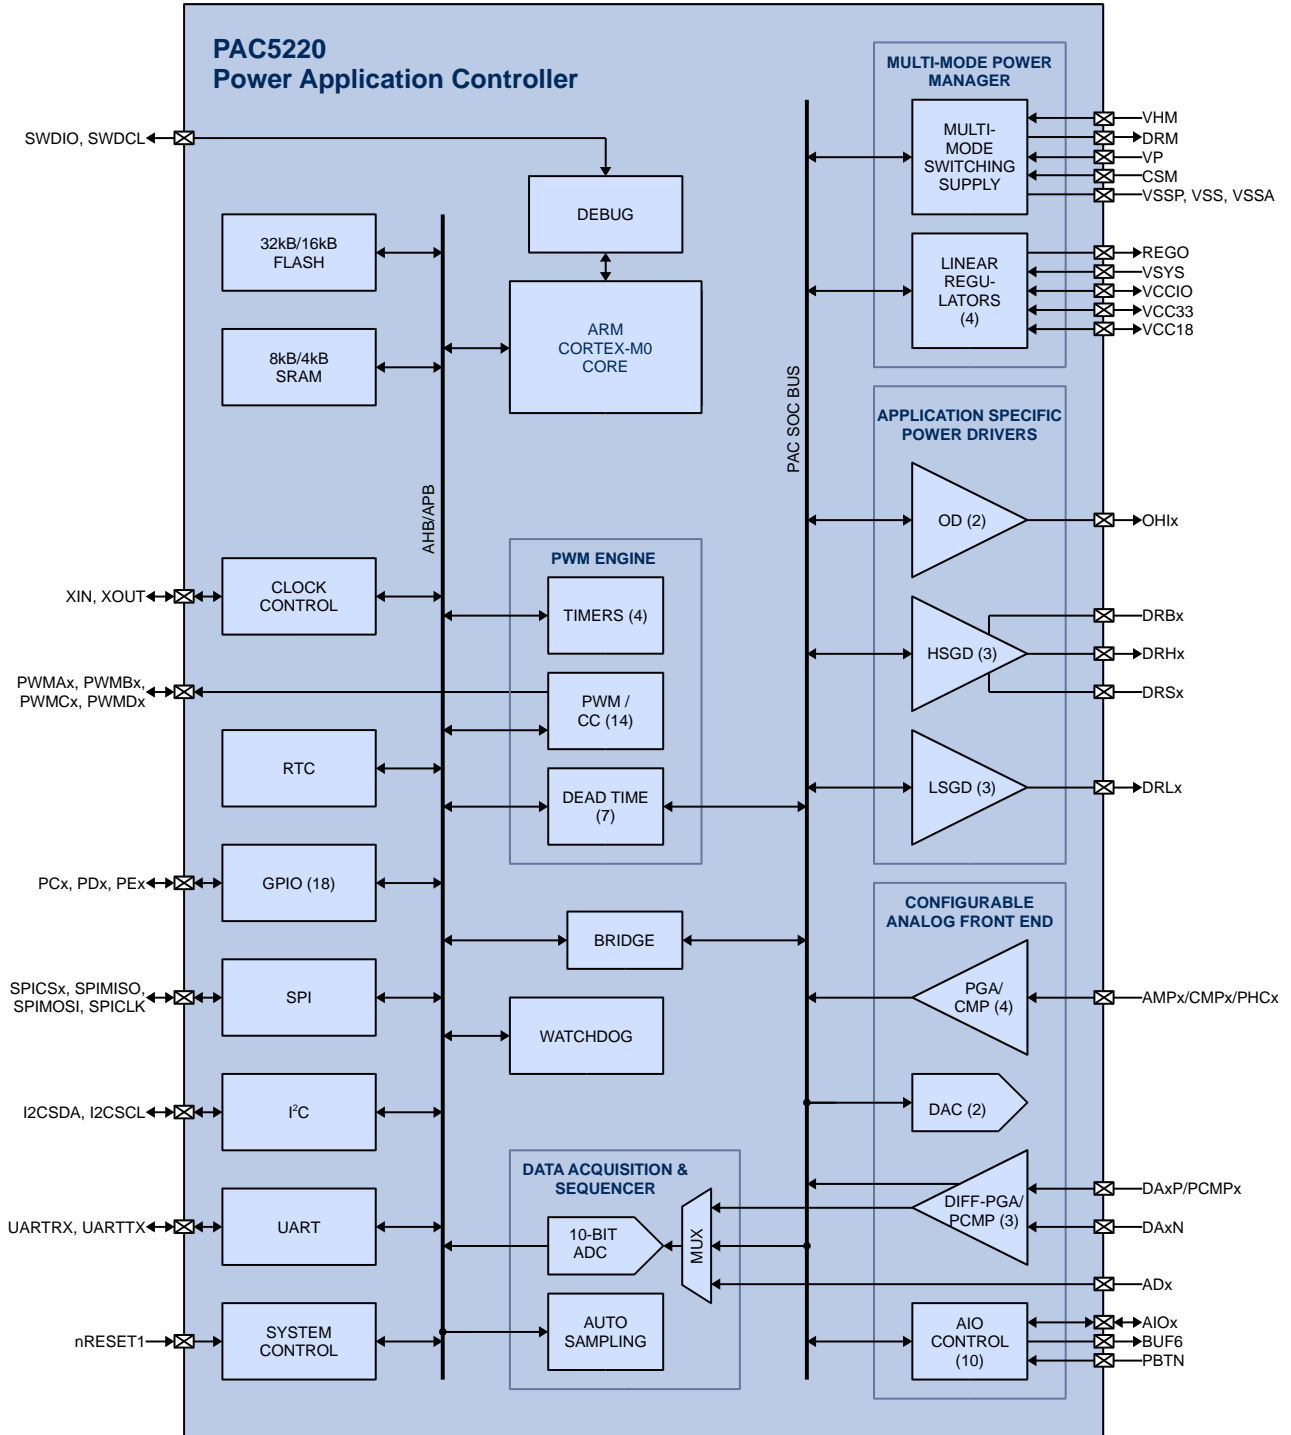 PAC5220
Power Application Controller
SWDIO, SWDCL
DEBUG
32kB/16kB
FLASH
8kB/4kB
SRAM
ARM
CORTEX-M0
CORE
AHB/APB
PAC SOC BUS
XIN, XOUT
CLOCK
CONTROL
PWMAx, PWMBx,
PWMCx, PWMDx
RTC
PCx, PDx, PEx
GPIO (18)
SPICSx, SPIMISO,
SPIMOSI, SPICLK
SPI
I2CSDA, I2CSCL
I²C
UARTRX, UARTTX
UART
nRESET1
SYSTEM
CONTROL
PWM ENGINE
TIMERS (4)
PWM /
CC (14)
DEAD TIME
(7)
BRIDGE
WATCHDOG
DATA ACQUISITION &
SEQUENCER
10-BIT
ADC
MUX
AUTO
SAMPLING
MULTI-MODE POWER
MANAGER
MULTI-
MODE
SWITCHING
SUPPLY
VHM
DRM
VP
CSM
VSSP, VSS, VSSA
LINEAR
REGU-
LATORS
(4)
REGO
VSYS
VCCIO
VCC33
VCC18
APPLICATION SPECIFIC
POWER DRIVERS
OD (2)
OHIx
HSGD (3)
DRBx
DRHx
DRSx
LSGD (3)
DRLx
CONFIGURABLE
ANALOG FRONT END
PGA/
CMP (4)
AMPx/CMPx/PHCx
DAC (2)
DIFF-PGA/
PCMP (3)
DAxP/PCMPx
DAxN
ADx
AIO
CONTROL
(10)
AIOx
BUF6
PBTN